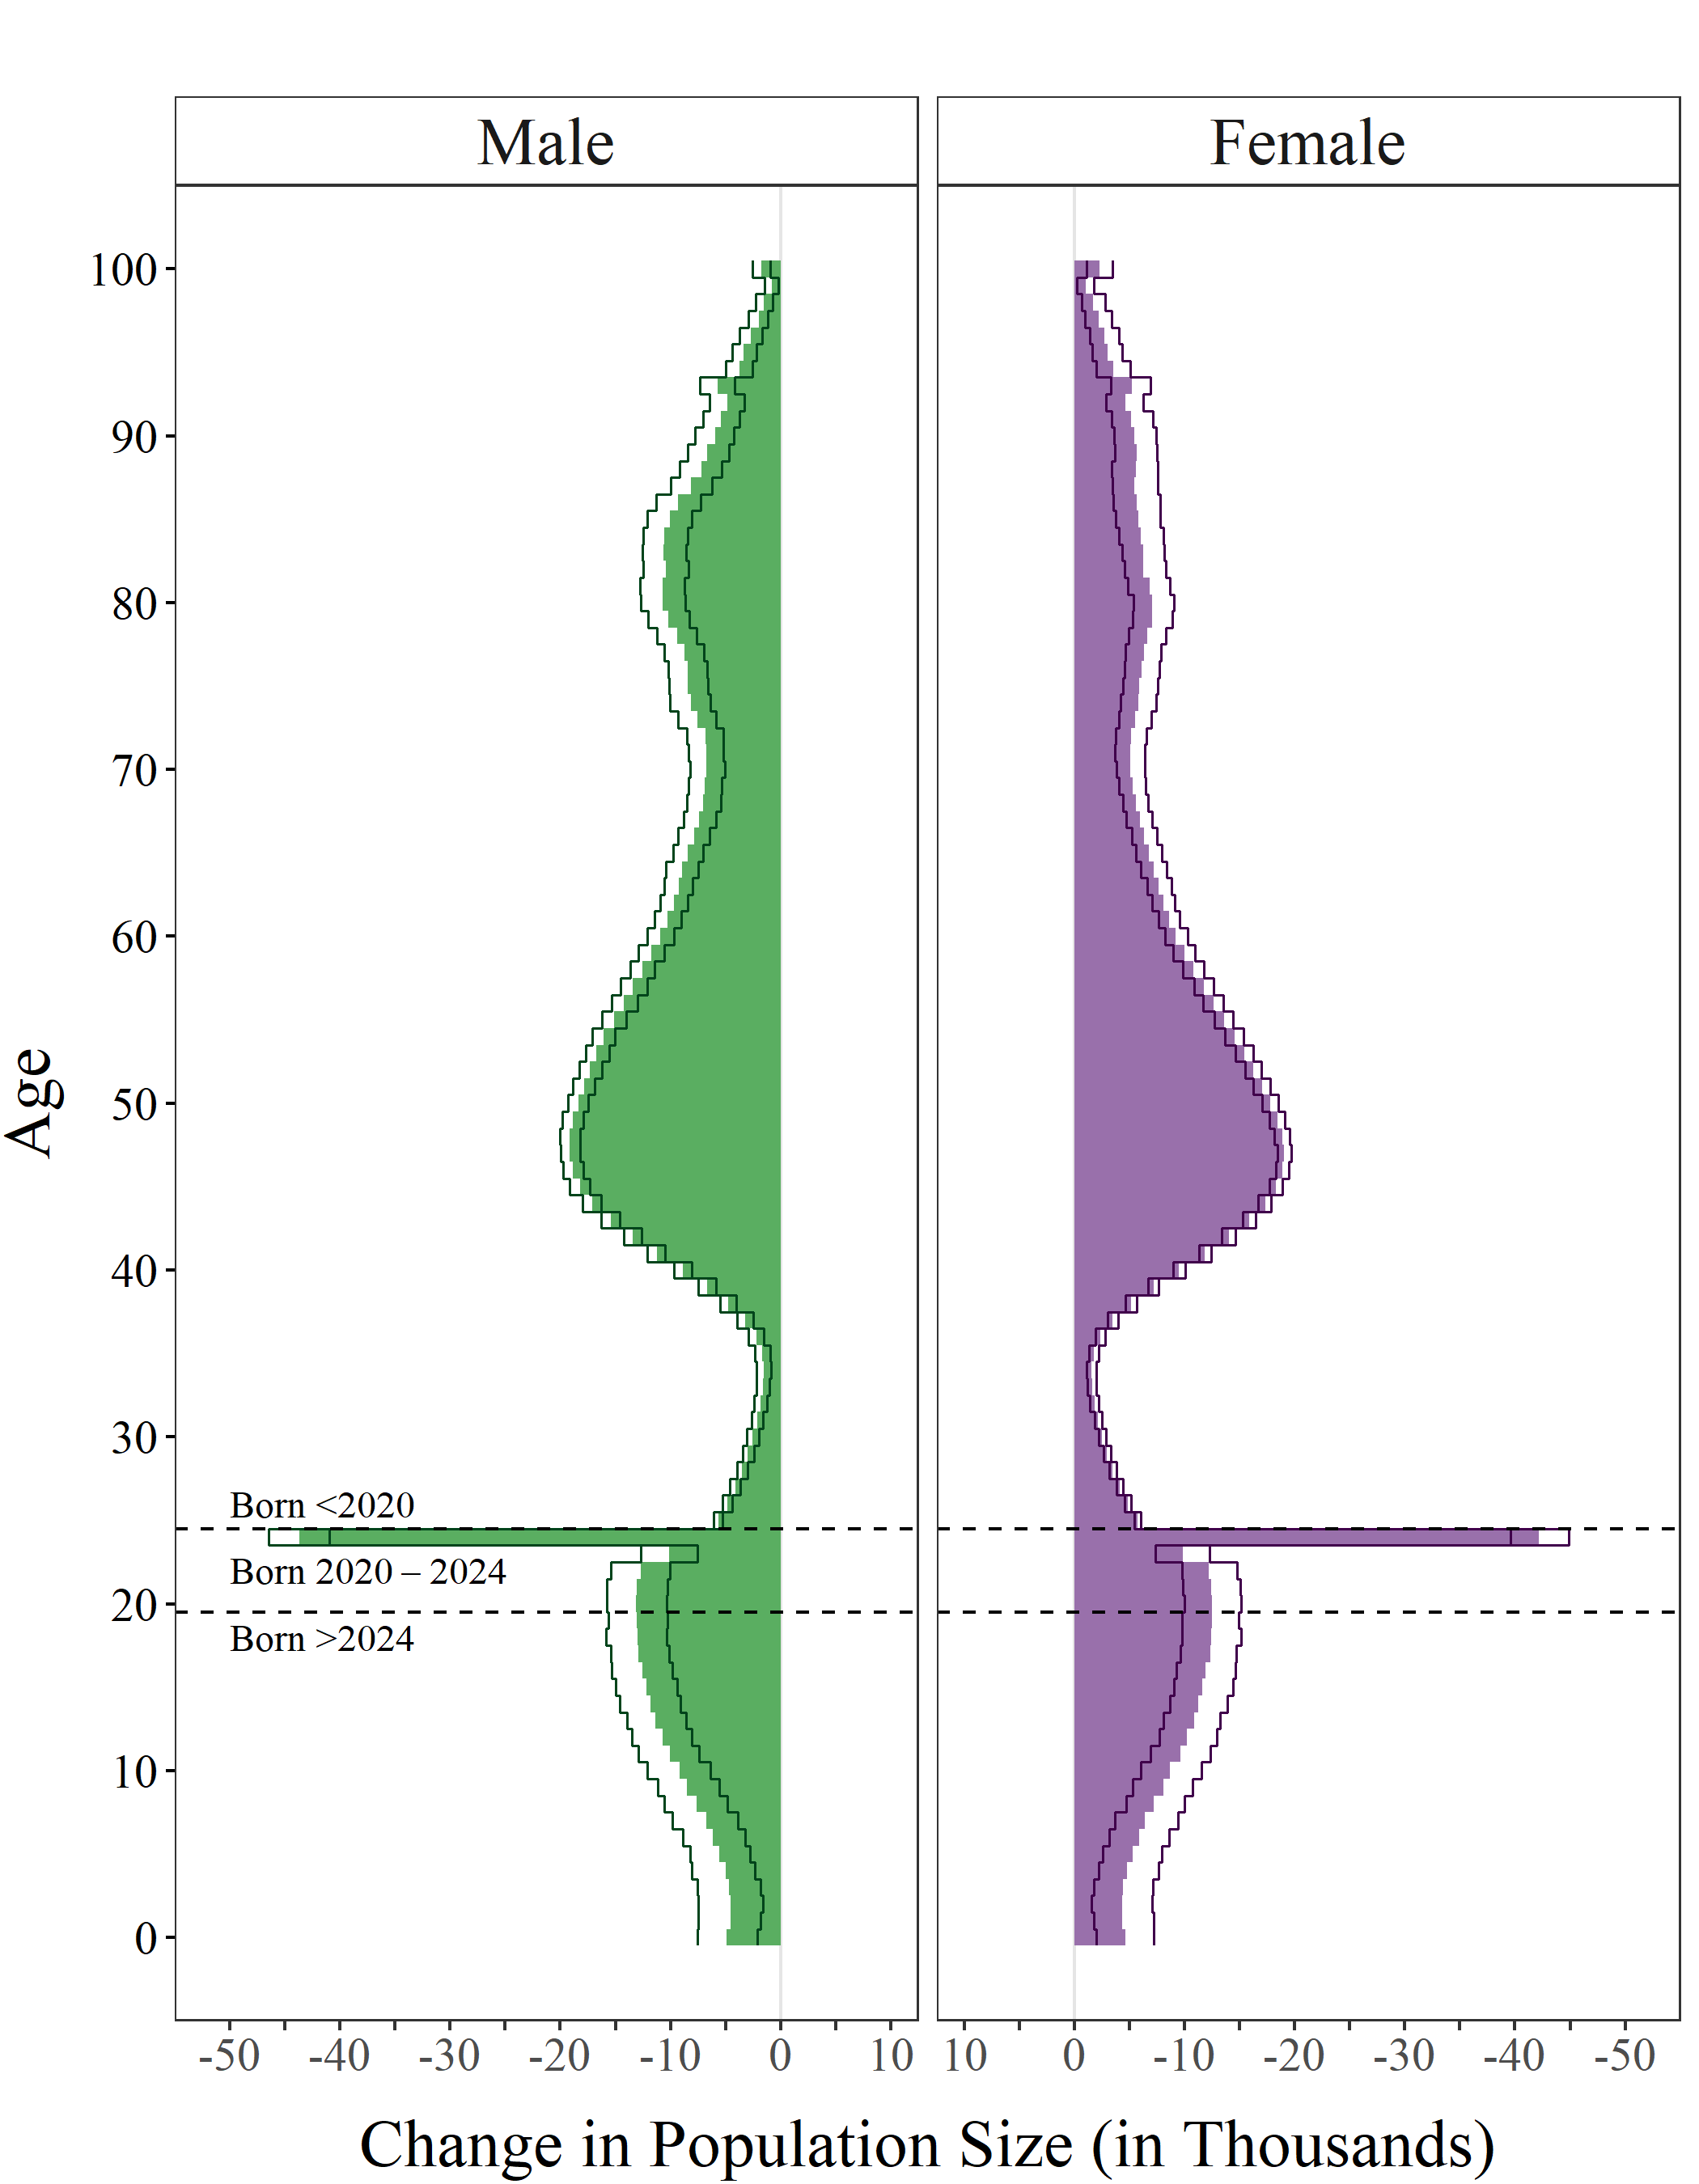 Male Female
100
90
80
70
60
50
40
30
20
10
0
Age
Born <2020
Born 2020 – 2024
Born >2024
-50 -40 -30 -20 -10 0 10 10 0 -10 -20 -30 -40 -50
Change in Population Size (in Thousands)